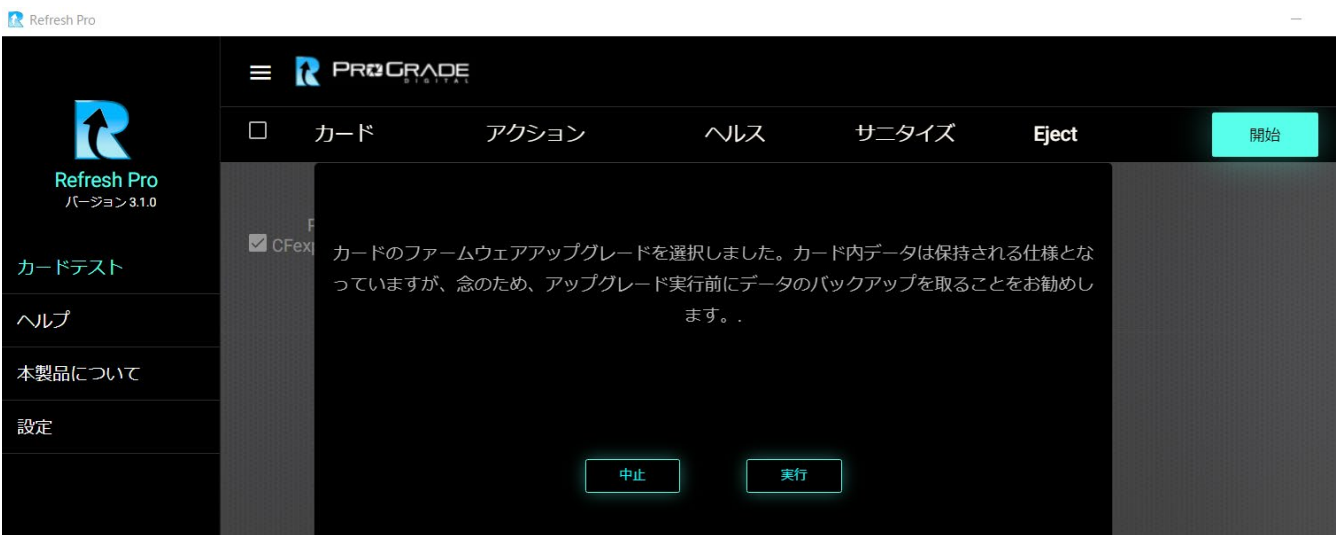 Refresh Pro
PROGRADE
DIGITAL
カード アクション ヘルス サニタイズ Eject 開始
Refresh Pro
バージョン 3.1.0
カードテスト
ヘルプ
本製品について
設定
カードのファームウェアアップグレードを選択しました。カード内データは保持される仕様とな
っていますが、念のため、アップグレード実行前にデータのバックアップを取ることをお勧めし
ます。.
中止 実行